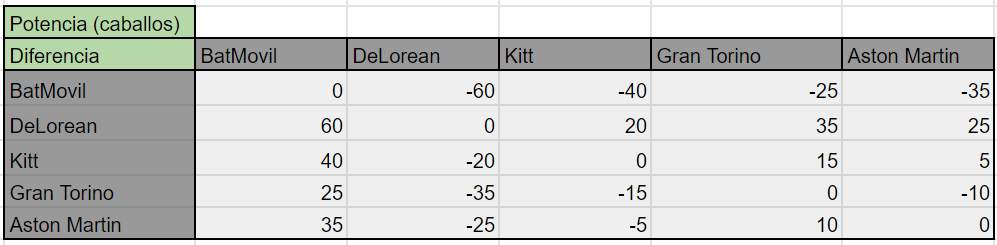 Potencia (caballos)
Diferencia BatMovil DeLorean Kitt Gran Torino Aston Martin
BatMovil 0 -60 -40 -25 -35
DeLorean 60 0 20 35 25
Kitt 40 -20 0 15 5
Gran Torino 25 -35 -15 0 -10
Aston Martin 35 -25 -5 10 0